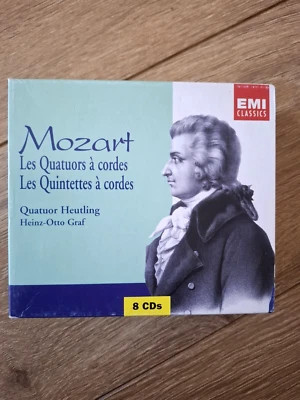 EMI
CLASSICS
Mozart
Les Quatuors à cordes
Les Quintettes à cordes
Quatuor Heutling
Heinz-Otto Graf
8 CDs